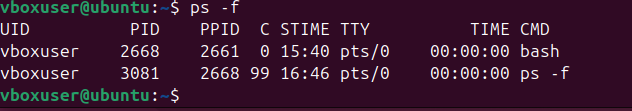 vboxuser@ubuntu:~$ ps -f
UID          PID    PPID  C STIME TTY          TIME CMD
vboxuser    2668    2661  0 15:40 pts/0    00:00:00 bash
vboxuser    3081    2668 99 16:46 pts/0    00:00:00 ps -f
vboxuser@ubuntu:~$